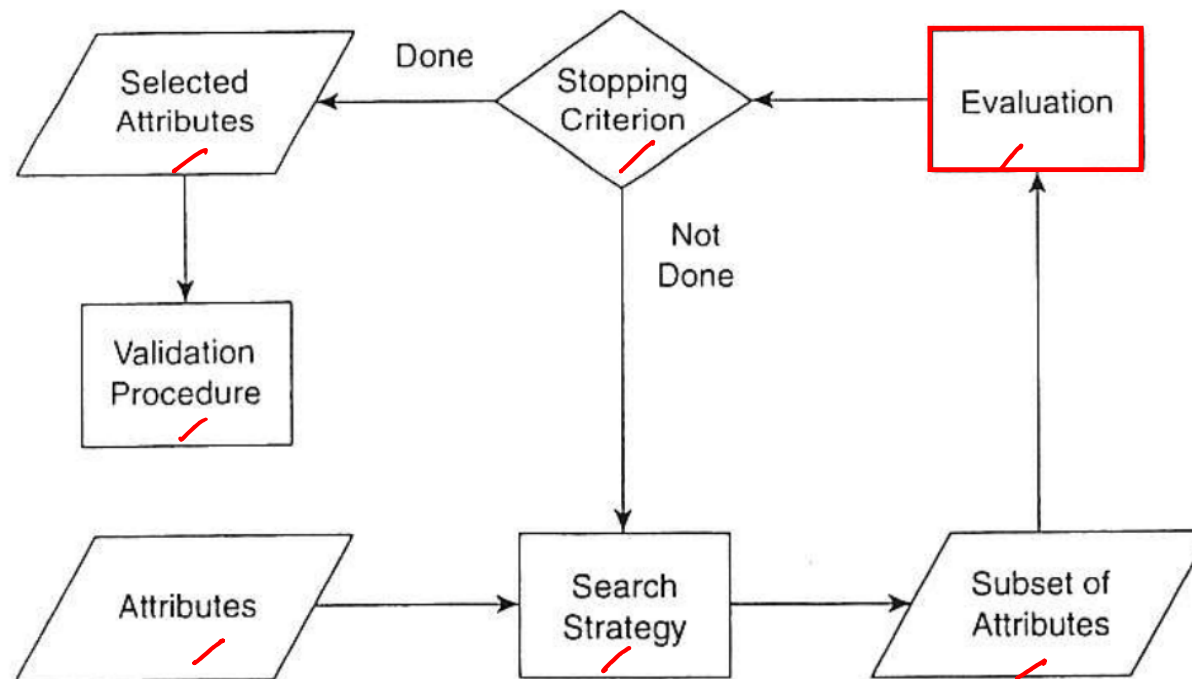 Done
Selected
Attributes
Stopping
Criterion
Evaluation
Not
Done
Validation
Procedure
Attributes
Search
Strategy
Subset of
Attributes